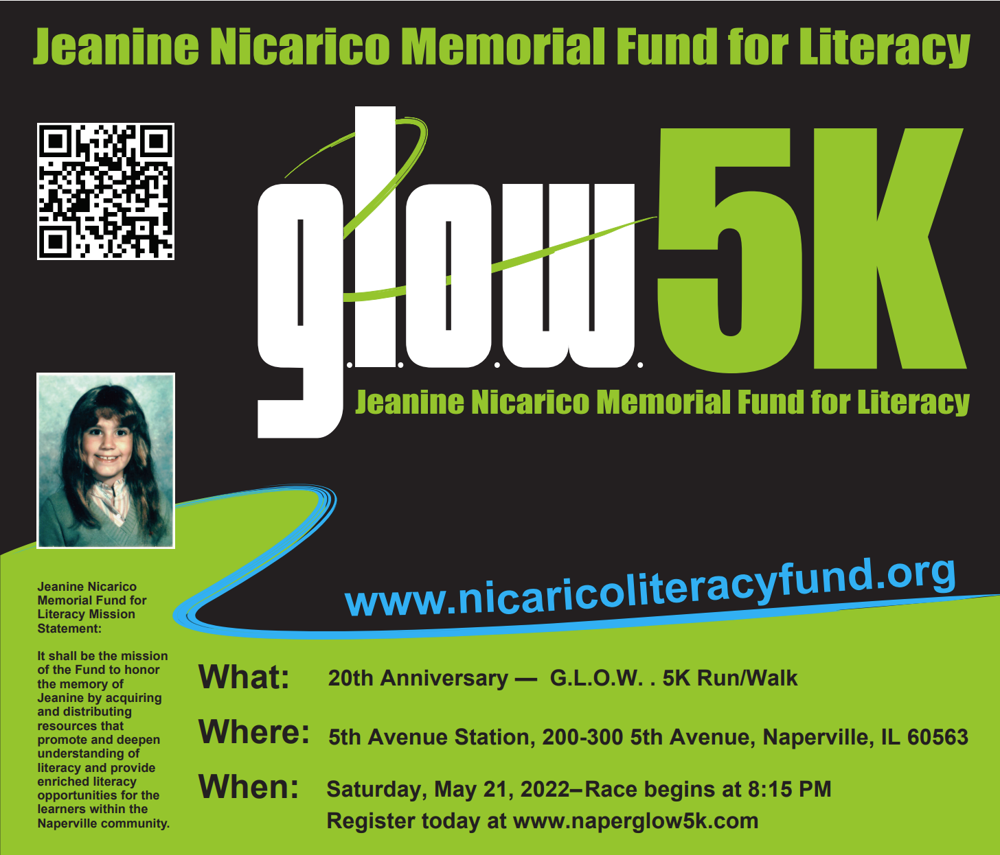 Jeanine Nicarico Memorial Fund for Literacy
g.l.o.w. 5K
Jeanine Nicarico Memorial Fund for Literacy
www.nicaricoliteracyfund.org
Jeanine Nicarico
Memorial Fund for
Literacy Mission
Statement:
It shall be the mission
of the Fund to honor
the memory of
Jeanine by acquiring
and distributing
resources that
promote and deepen
understanding of
literacy and provide
enriched literacy
opportunities for the
learners within the
Naperville community.
What: 20th Anniversary — G.L.O.W. . 5K Run/Walk
Where: 5th Avenue Station, 200-300 5th Avenue, Naperville, IL 60563
When: Saturday, May 21, 2022–Race begins at 8:15 PM
Register today at www.naperglow5k.com